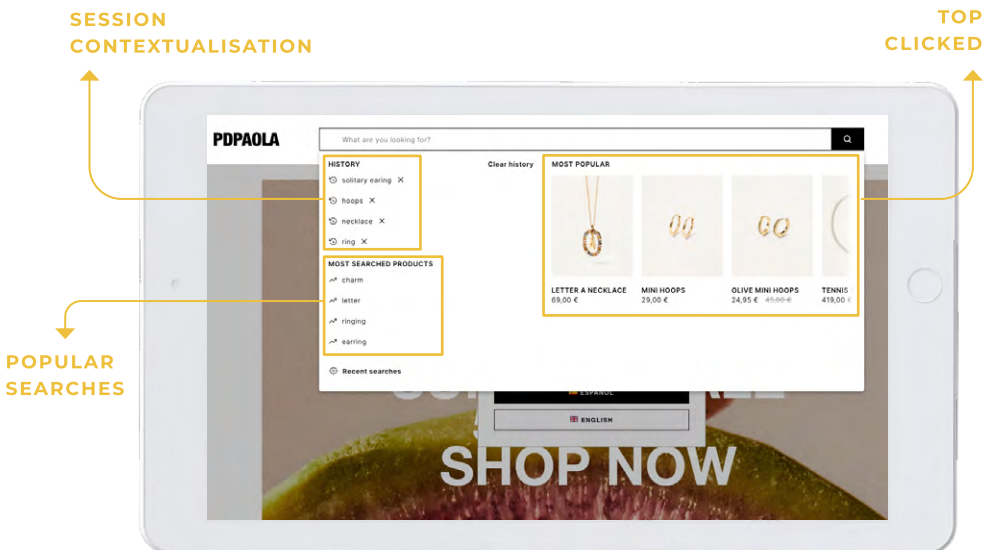 SESSION
CONTEXTUALISATION
TOP
CLICKED
PDPAOLA
What are you looking for?
HISTORY
Clear history
solitary earing
hoops
necklace
ring
MOST SEARCHED PRODUCTS
charm
letter
ringing
earring
Recent searches
MOST POPULAR
LETTER A NECKLACE
69,00 €
MINI HOOPS
29,00 €
OLIVE MINI HOOPS
24,95 € 45,00 €
TENNIS
419,00 €
POPULAR
SEARCHES
ESPAÑOL
ENGLISH
SHOP NOW